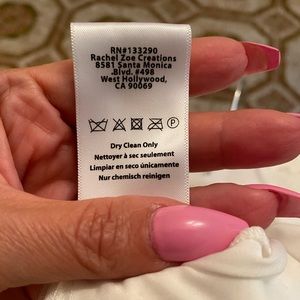 RN#133290
Rachel Zoe Creations
8581 Santa Monica
Blvd. #498
West Hollywood,
CA 90069
P
Dry Clean Only
Nettoyer à sec seulement
Limpiar en seco únicamente
Nur chemisch reinigen